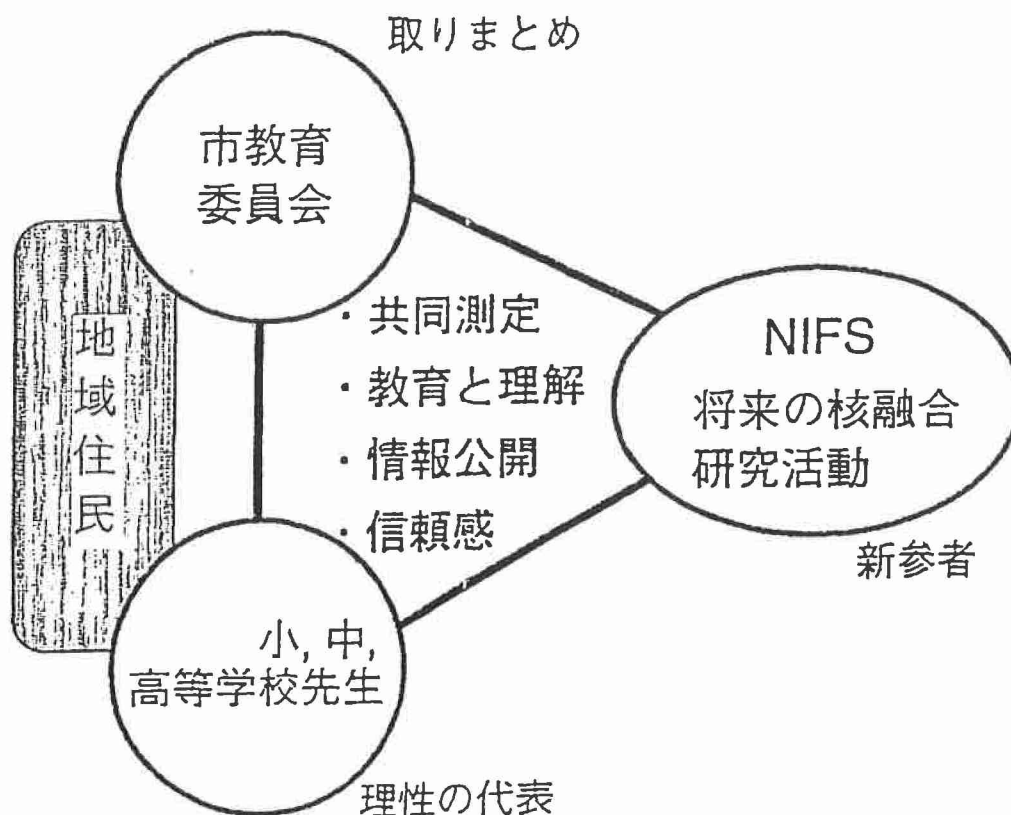 取りまとめ
市教育
委員会
地域住民
・共同測定
・教育と理解
・情報公開
・信頼感
NIFS
将来の核融合
研究活動
新参者
小, 中,
高等学校先生
理性の代表